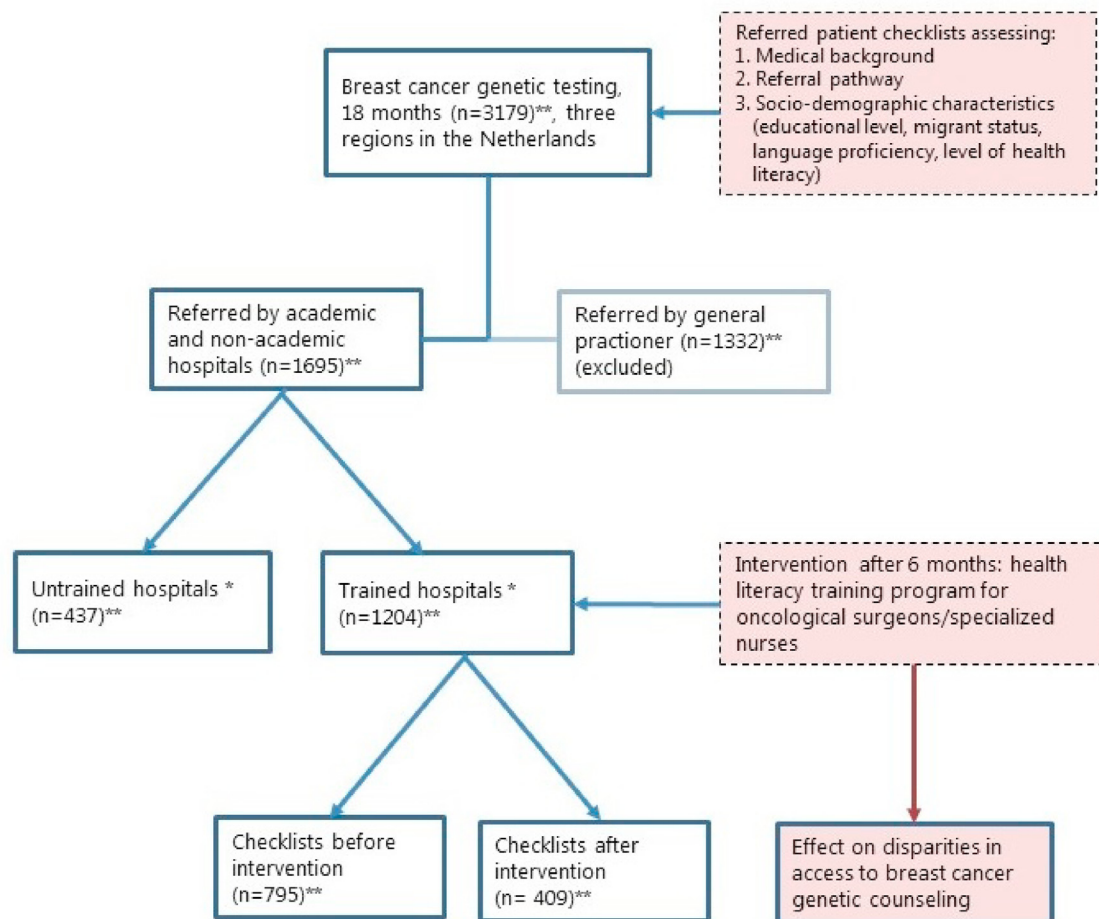 Referred patient checklists assessing:
1. Medical background
2. Referral pathway
3. Socio-demographic characteristics
(educational level, migrant status,
language proficiency, level of health
literacy)
Breast cancer genetic testing,
18 months (n=3179)**, three
regions in the Netherlands
Referred by academic
and non-academic
hospitals (n=1695)**
Referred by general
practioner (n=1332)**
(excluded)
Untrained hospitals *
(n=437)**
Trained hospitals *
(n=1204)**
Intervention after 6 months: health
literacy training program for
oncological surgeons/specialized
nurses
Checklists before
intervention
(n=795)**
Checklists after
intervention
(n= 409)**
Effect on disparities in
access to breast cancer
genetic counseling